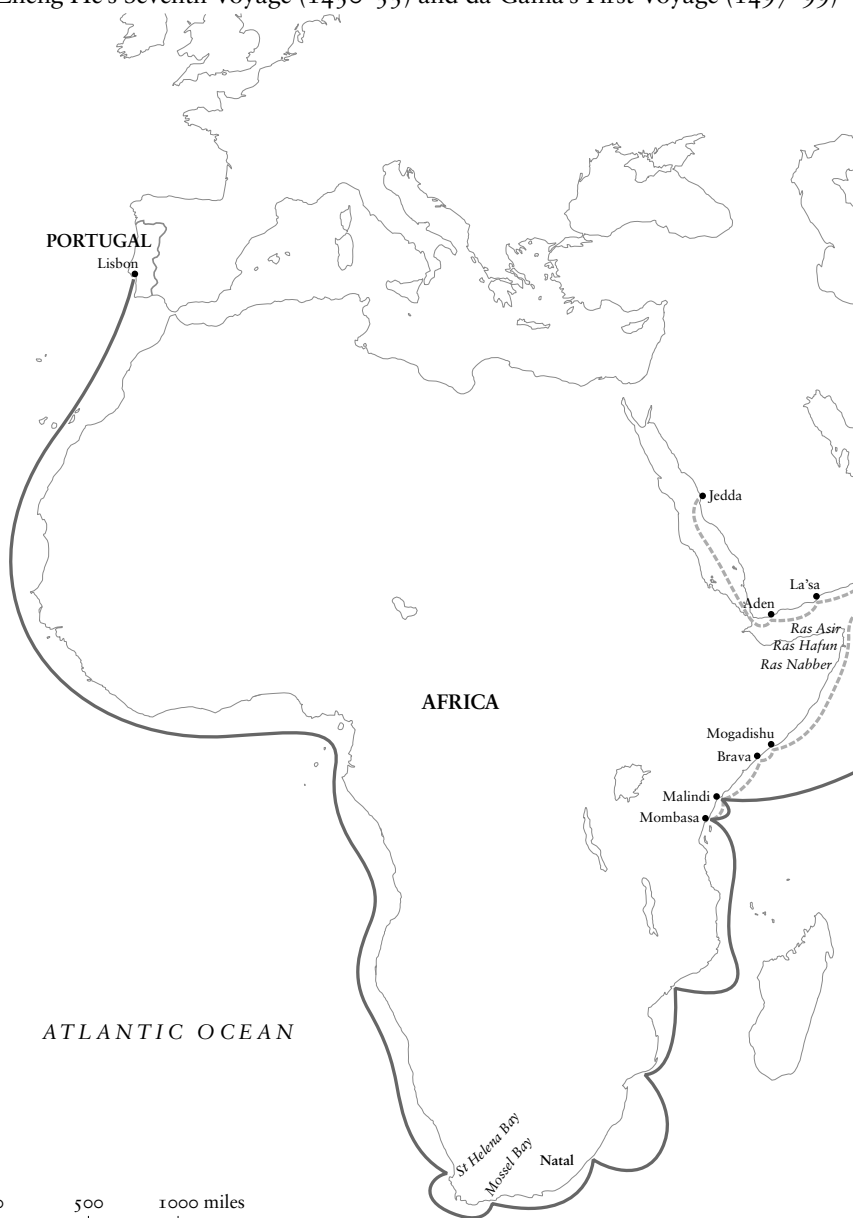 Zheng He's Seventh Voyage (1430–33) and da Gama's First Voyage (1497–99)
PORTUGAL
Lisbon
Jedda
La'sa
Aden
Ras Asir
Ras Hafun
Ras Nabber
AFRICA
Mogadishu
Brava
Malindi
Mombasa
ATLANTIC OCEAN
St Helena Bay
Mossel Bay
Natal
0 500 1000 miles